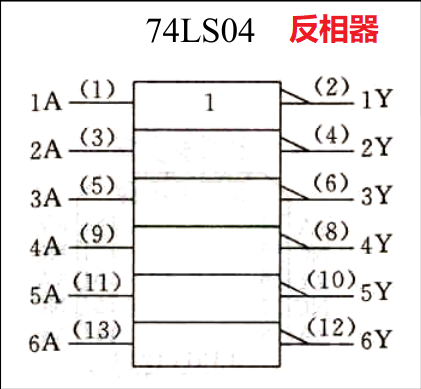 74LS04 反相器
1A (1) 1 (2) 1Y
2A (3) (4) 2Y
3A (5) (6) 3Y
4A (9) (8) 4Y
5A (11) (10) 5Y
6A (13) (12) 6Y